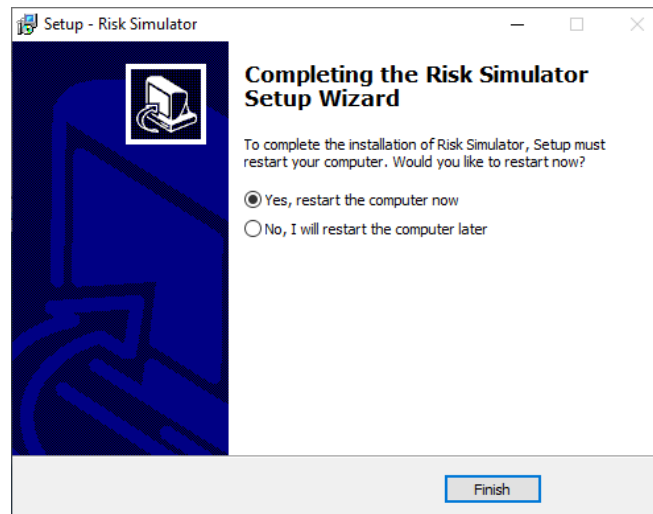 Setup - Risk Simulator
Completing the Risk Simulator
Setup Wizard
To complete the installation of Risk Simulator, Setup must
restart your computer. Would you like to restart now?
Yes, restart the computer now
No, I will restart the computer later
Finish